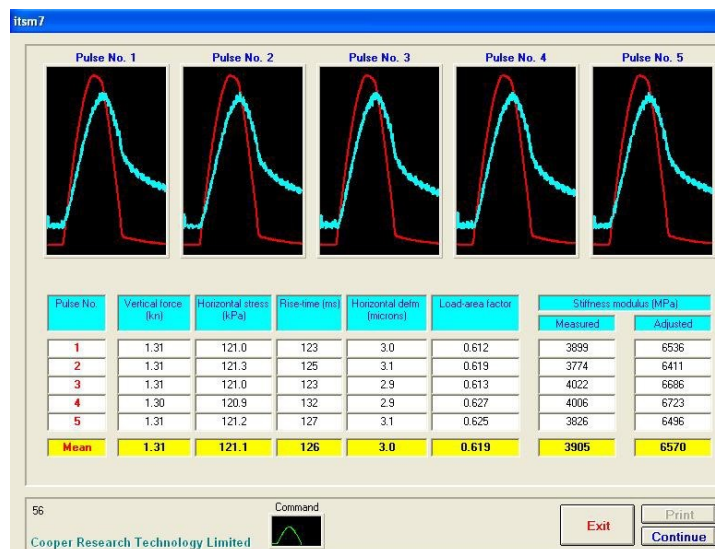 itsm7
Pulse No. 1 Pulse No. 2 Pulse No. 3 Pulse No. 4 Pulse No. 5
Pulse No. Vertical force (kn) Horizontal stress (kPa) Rise-time (ms) Horizontal defm (microns) Load-area factor Stiffness modulus (MPa)
Measured Adjusted
1 1.31 121.0 123 3.0 0.612 3899 6536
2 1.31 121.3 125 3.1 0.619 3774 6411
3 1.31 121.0 123 2.9 0.613 4022 6686
4 1.30 120.9 132 2.9 0.627 4006 6723
5 1.31 121.2 127 3.1 0.625 3826 6496
Mean 1.31 121.1 126 3.0 0.619 3905 6570
56 Command
Cooper Research Technology Limited
Exit
Print
Continue